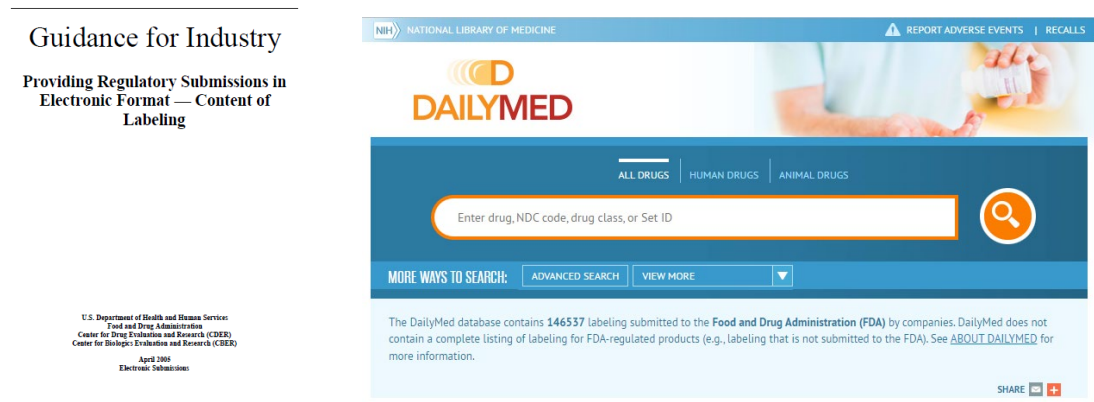 Guidance for Industry
Providing Regulatory Submissions in
Electronic Format — Content of
Labeling
U.S. Department of Health and Human Services
Food and Drug Administration
Center for Drug Evaluation and Research (CDER)
Center for Biologics Evaluation and Research (CBER)
April 2005
Electronic Submissions
NIH NATIONAL LIBRARY OF MEDICINE
REPORT ADVERSE EVENTS | RECALLS
DAILYMED
ALL DRUGS
HUMAN DRUGS
ANIMAL DRUGS
Enter drug, NDC code, drug class, or Set ID
MORE WAYS TO SEARCH:
ADVANCED SEARCH
VIEW MORE
The DailyMed database contains 146537 labeling submitted to the Food and Drug Administration (FDA) by companies. DailyMed does not
contain a complete listing of labeling for FDA-regulated products (e.g., labeling that is not submitted to the FDA). See ABOUT DAILYMED for
more information.
SHARE